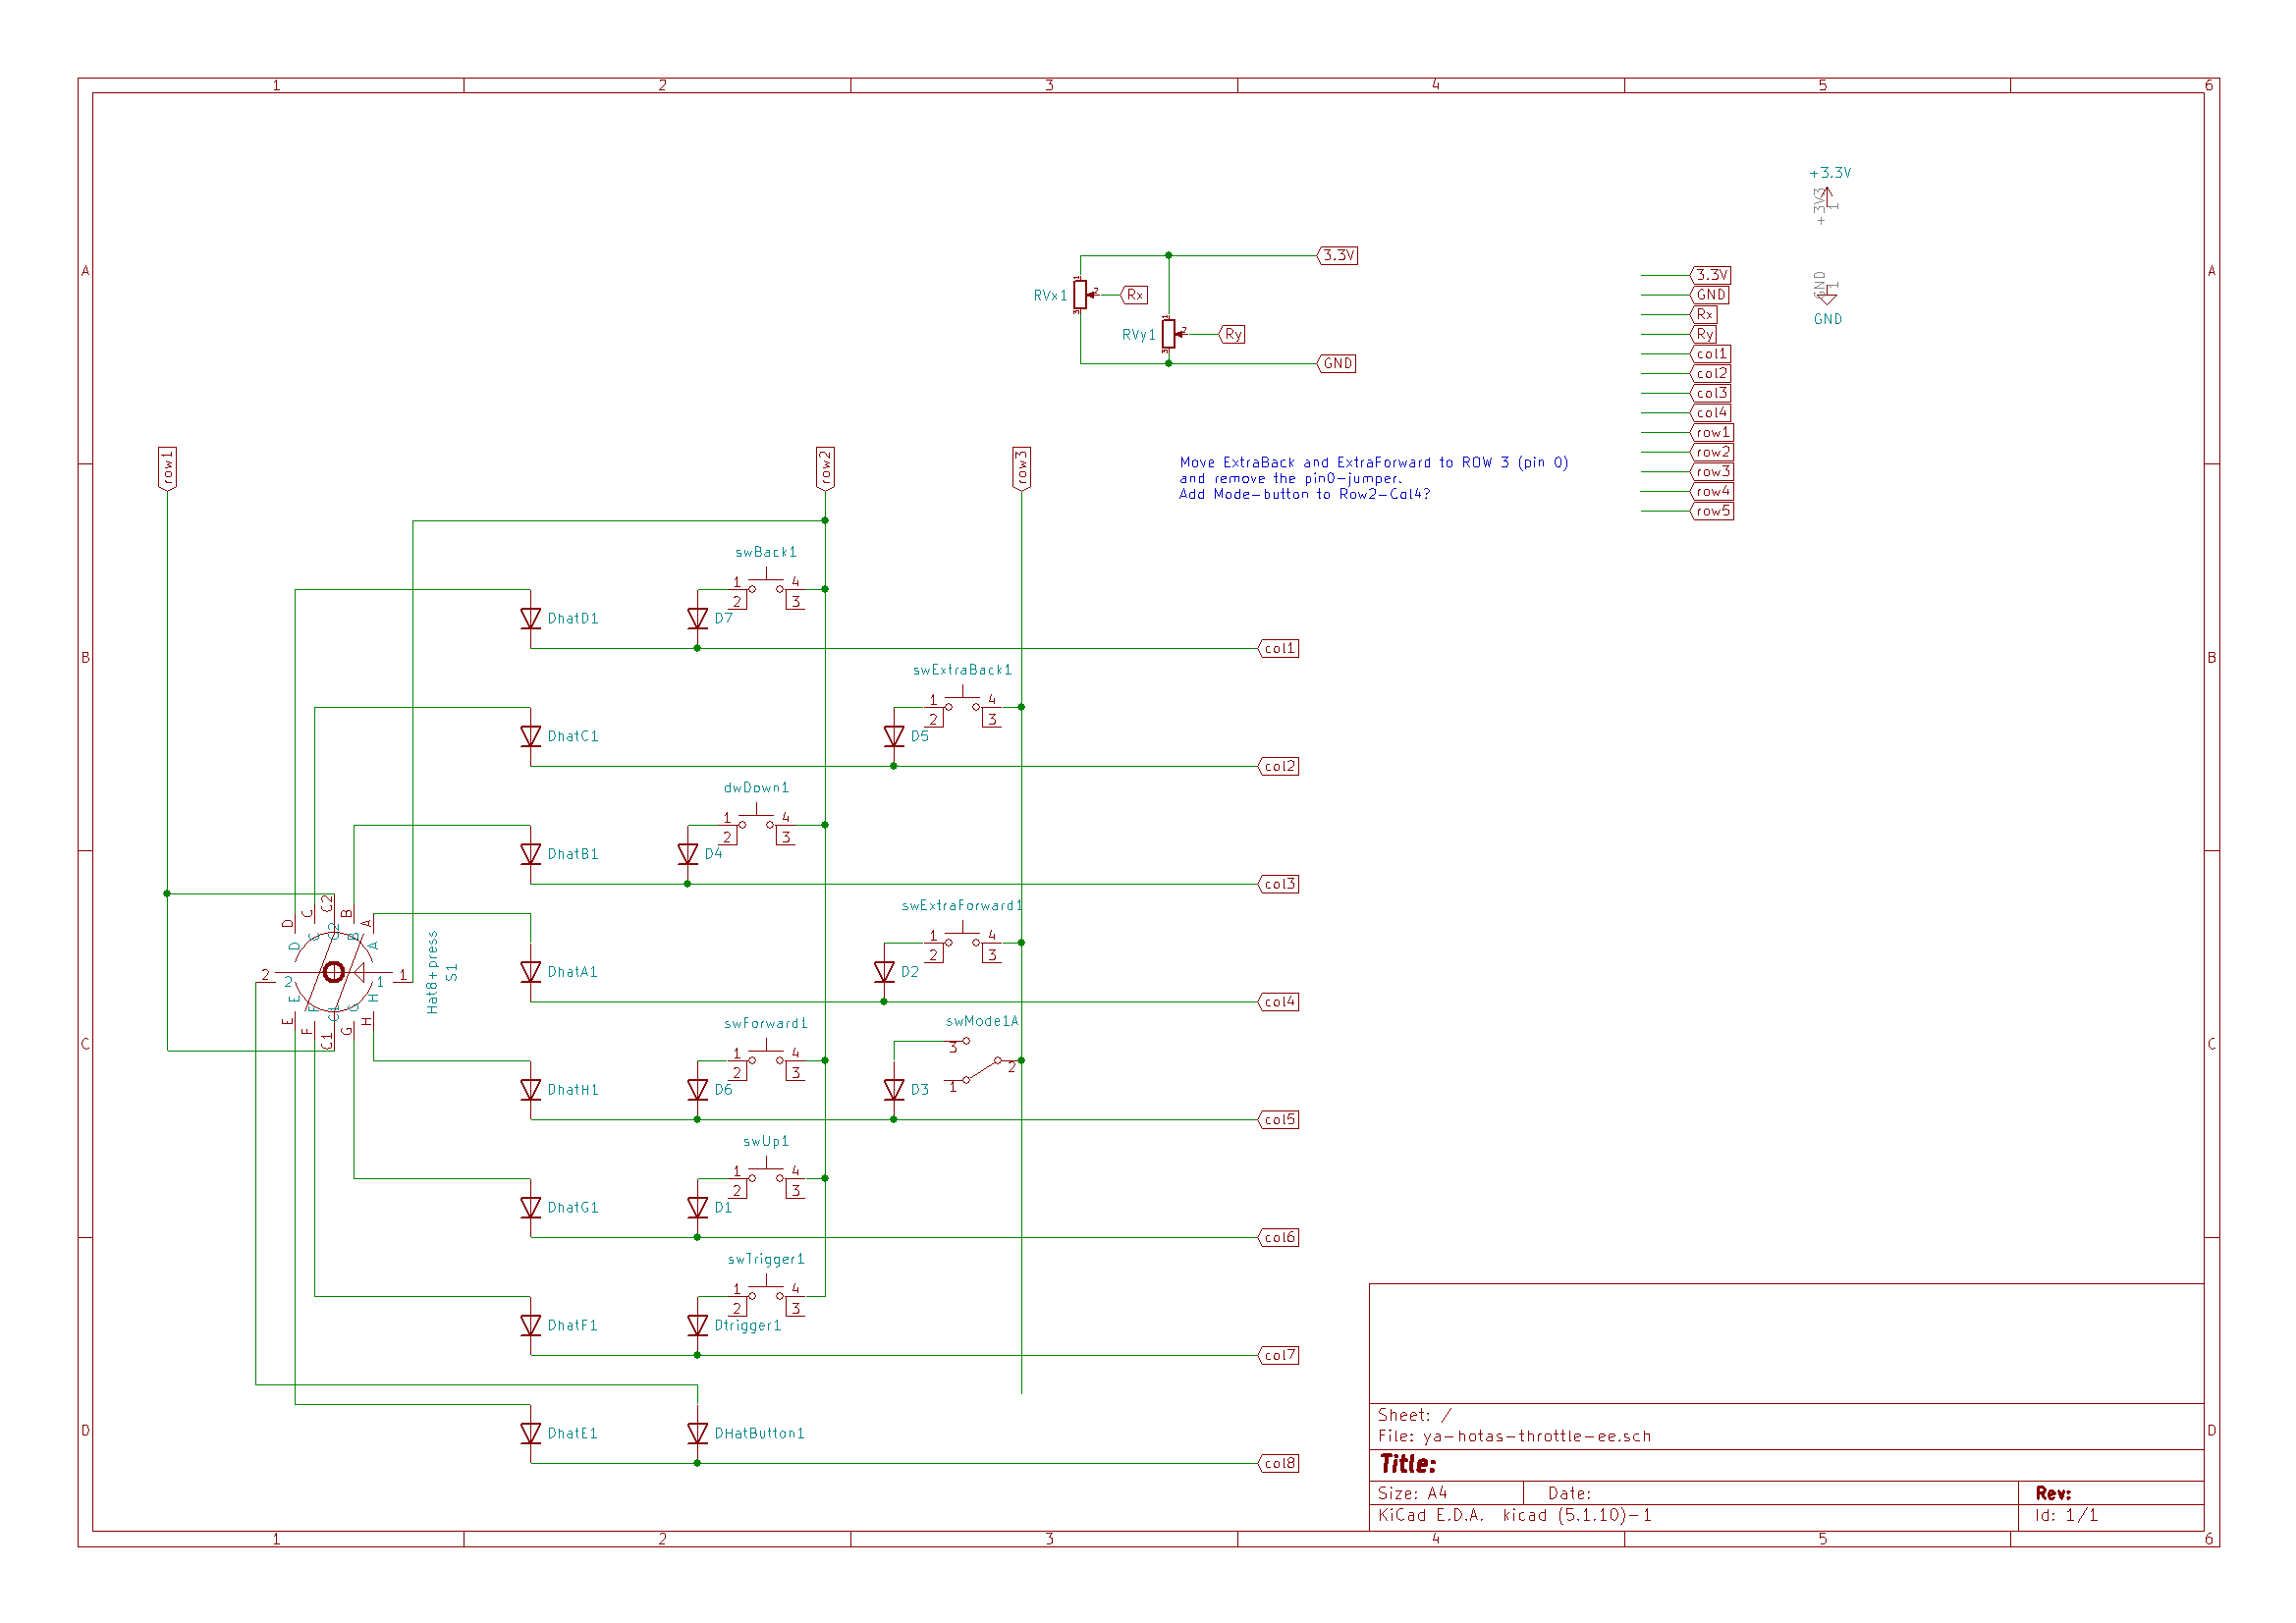 1 2 3 4 5 6
A
A
B
B
C
C
D
D
+3.3V
+3V3
1
GND
1
GND
3.3V
RVx1
1
2
3
Rx
RVy1
1
2
3
Ry
GND
3.3V
GND
Rx
Ry
col1
col2
col3
col4
row1
row2
row3
row4
row5
row1
row2
row3
Move ExtraBack and ExtraForward to ROW 3 (pin 0)
and remove the pin0-jumper.
Add Mode-button to Row2-Col4?
swBack1
1 4
2 3
DhatD1
D7
col1
swExtraBack1
1 4
2 3
DhatC1
D5
col2
dwDown1
1 4
2 3
DhatB1
D4
col3
swExtraForward1
1 4
2 3
DhatA1
D2
col4
D C C2 B A
D C C2 B A
2 2 1 1
E F C1 G H
E F C1 G H
Hat8+press
S1
swForward1
1 4
2 3
swMode1A
3
2
1
DhatH1
D6
D3
col5
swUp1
1 4
2 3
DhatG1
D1
col6
swTrigger1
1 4
2 3
DhatF1
Dtrigger1
col7
DhatE1
DHatButton1
col8
Sheet: /
File: ya-hotas-throttle-ee.sch
Title:
Size: A4 Date: Rev:
KiCad E.D.A. kicad (5.1.10)-1 Id: 1/1
1 2 3 4 5 6